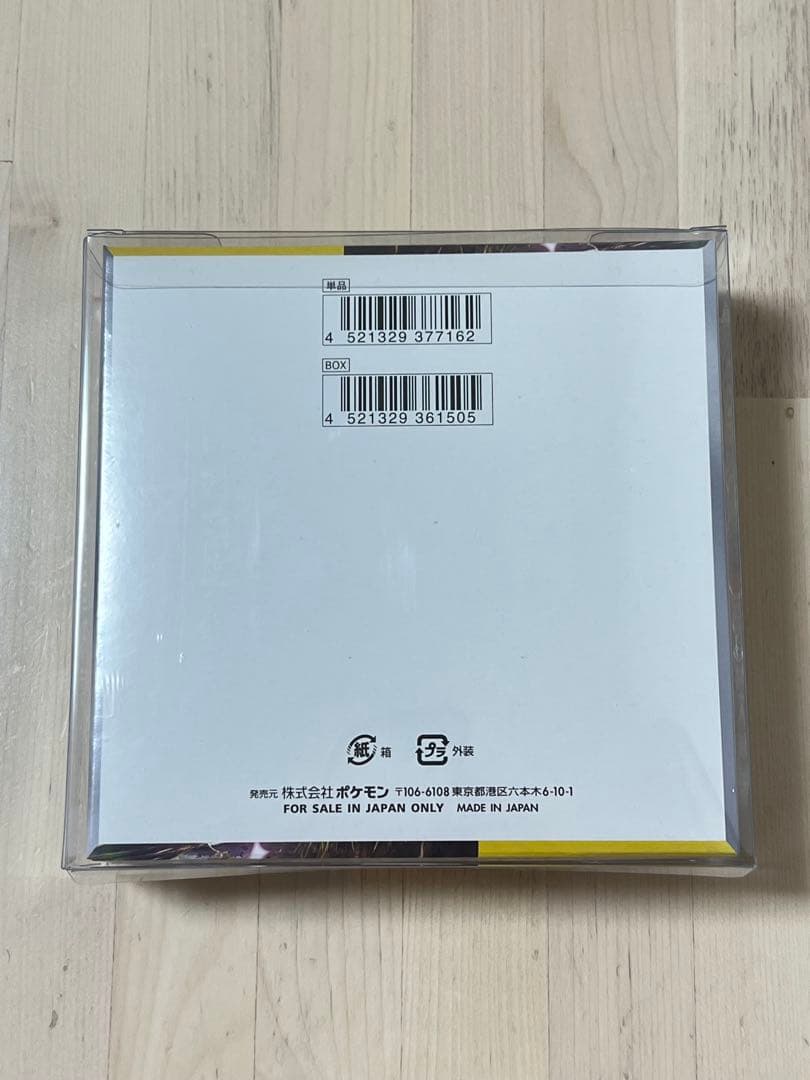 単品
4 521329 377162
BOX
4 521329 361505
紙 箱 プラ 外装
発売元 株式会社 ポケモン 〒106-6108 東京都港区六本木6-10-1
FOR SALE IN JAPAN ONLY MADE IN JAPAN